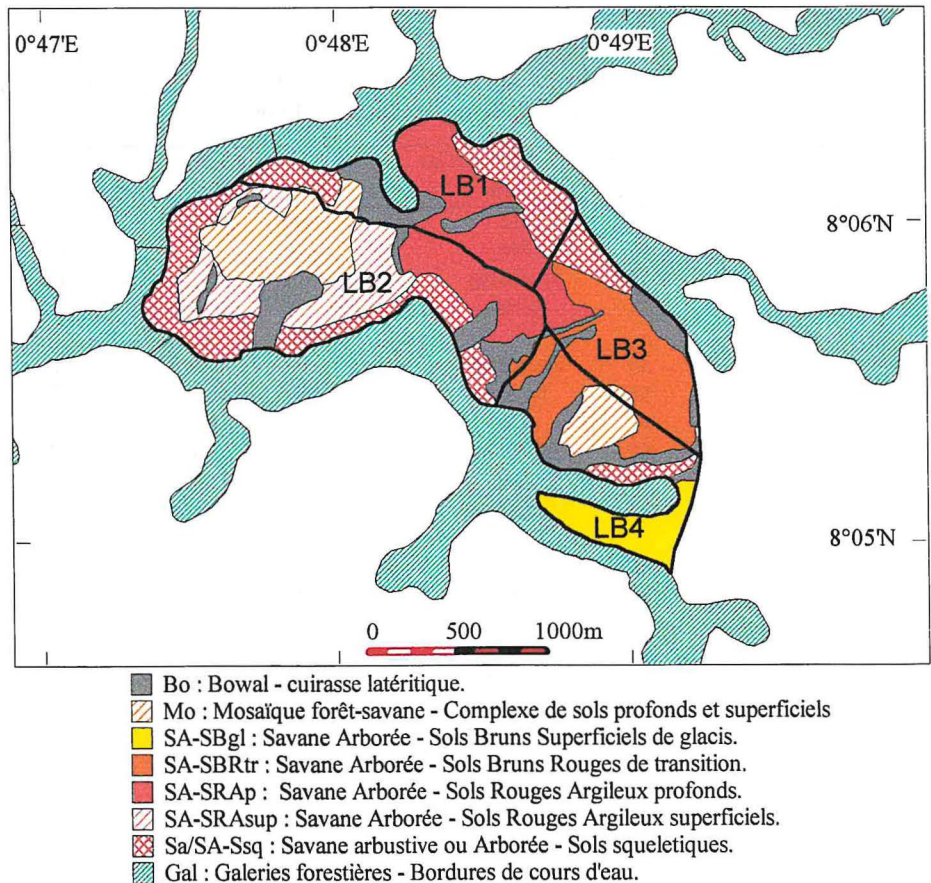 0°47'E 0°48'E 0°49'E
LB1
8°06'N
LB2
LB3
LB4
8°05'N
0 500 1000m
Bo : Bowal - cuirasse latéritique.
Mo : Mosaïque forêt-savane - Complexe de sols profonds et superficiels
SA-SBgl : Savane Arborée - Sols Bruns Superficiels de glacis.
SA-SBRtr : Savane Arborée - Sols Bruns Rouges de transition.
SA-SRAp : Savane Arborée - Sols Rouges Argileux profonds.
SA-SRAsup : Savane Arborée - Sols Rouges Argileux superficiels.
Sa/SA-Ssq : Savane arbustive ou Arborée - Sols squeletiques.
Gal : Galeries forestières - Bordures de cours d'eau.